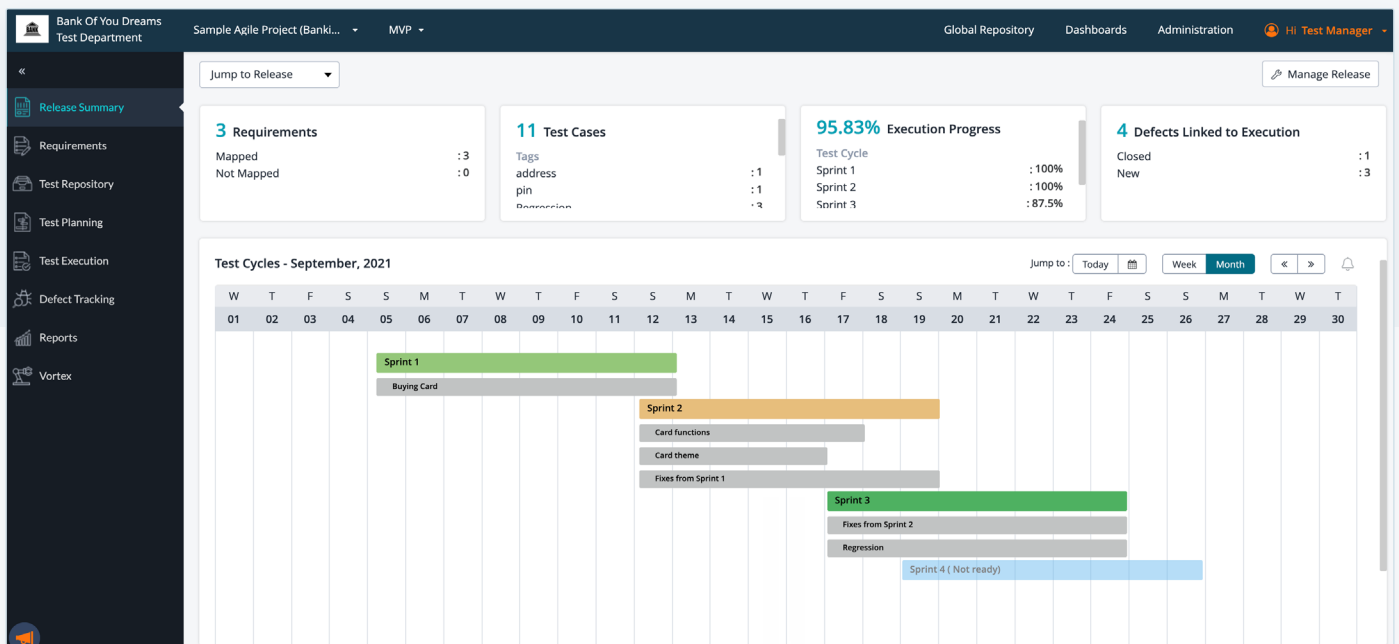 Bank Of You Dreams
Test Department
Sample Agile Project (Banki...
MVP
Global Repository
Dashboards
Administration
Hi Test Manager
BANK
«
Release Summary
Requirements
Test Repository
Test Planning
Test Execution
Defect Tracking
Reports
Vortex
Jump to Release
Manage Release
3 Requirements
Mapped : 3
Not Mapped : 0
11 Test Cases
Tags
address : 1
pin : 1
Regression : 3
95.83% Execution Progress
Test Cycle
Sprint 1 : 100%
Sprint 2 : 100%
Sprint 3 : 87.5%
4 Defects Linked to Execution
Closed : 1
New : 3
Test Cycles - September, 2021
Jump to : Today
Week Month
« »
W T F S S M T W T F S S M T W T F S S M T W T F S S M T W T
01 02 03 04 05 06 07 08 09 10 11 12 13 14 15 16 17 18 19 20 21 22 23 24 25 26 27 28 29 30
Sprint 1
Buying Card
Sprint 2
Card functions
Card theme
Fixes from Sprint 1
Sprint 3
Fixes from Sprint 2
Regression
Sprint 4 ( Not ready)